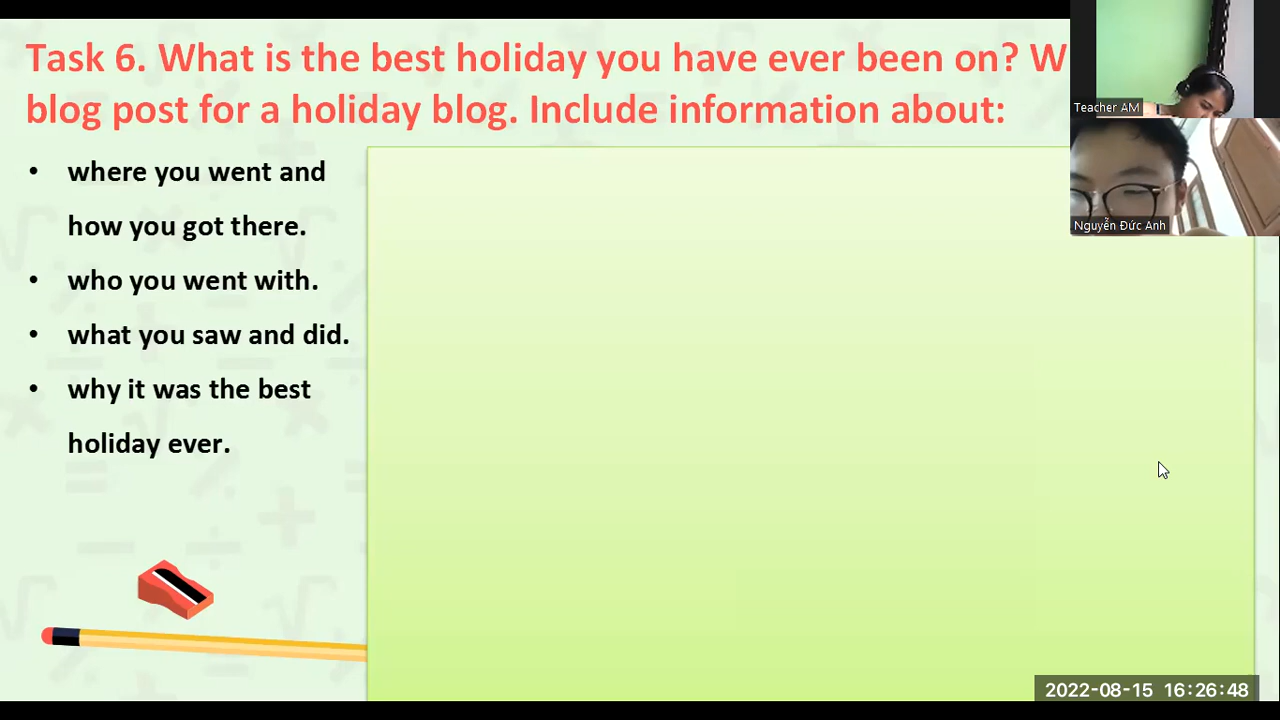 Task 6. What is the best holiday you have ever been on? W
blog post for a holiday blog. Include information about:
• where you went and
how you got there.
• who you went with.
• what you saw and did.
• why it was the best
holiday ever.
Teacher AM
Nguyễn Đức Anh
2022-08-15 16:26:48